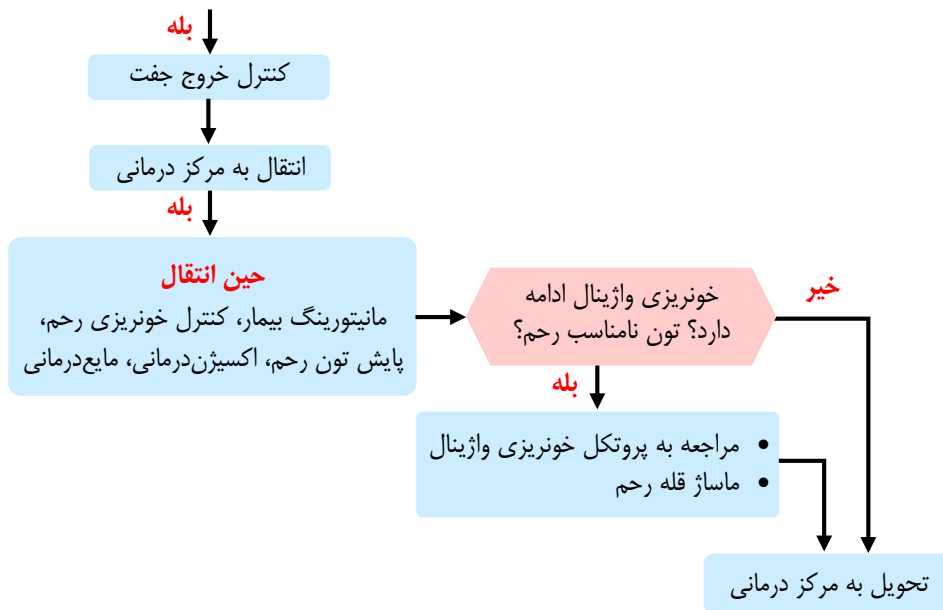 بله
کنترل خروج جفت
انتقال به مرکز درمانی
بله
حین انتقال
مانیتورینگ بیمار، کنترل خونریزی رحم،
پایش تون رحم، اکسیژن‌درمانی، مایع‌درمانی
خونریزی واژینال ادامه
دارد؟ تون نامناسب رحم؟
خیر
بله
• مراجعه به پروتکل خونریزی واژینال
• ماساژ قله رحم
تحویل به مرکز درمانی